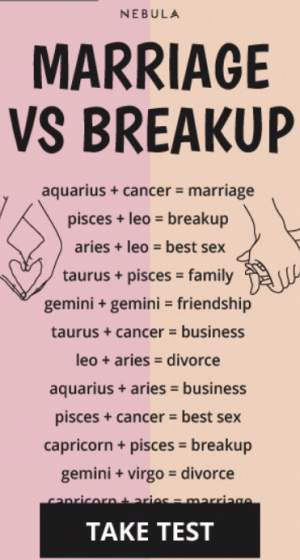 NEBULA
MARRIAGE
VS BREAKUP
aquarius + cancer = marriage
pisces + leo = breakup
aries + leo = best sex
taurus + pisces = family
gemini + gemini = friendship
taurus + cancer = business
leo + aries = divorce
aquarius + aries = business
pisces + cancer = best sex
capricorn + pisces = breakup
gemini + virgo = divorce
capricorn + aries = marriage
TAKE TEST